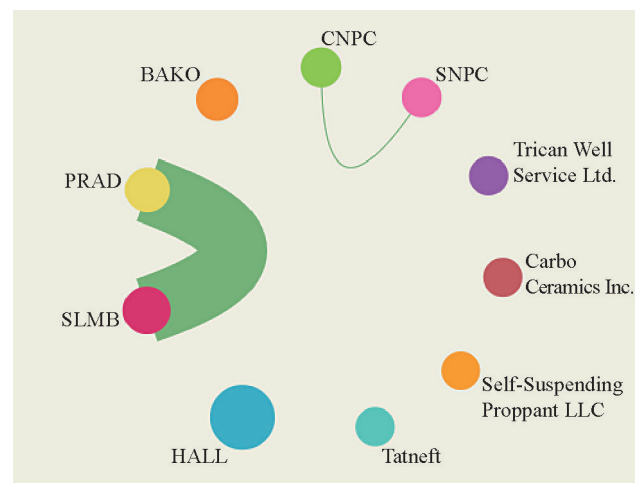 CNPC
BAKO
SNPC
Trican Well
Service Ltd.
PRAD
Carbo
Ceramics Inc.
SLMB
Self-Suspending
Proppant LLC
HALL
Tatneft